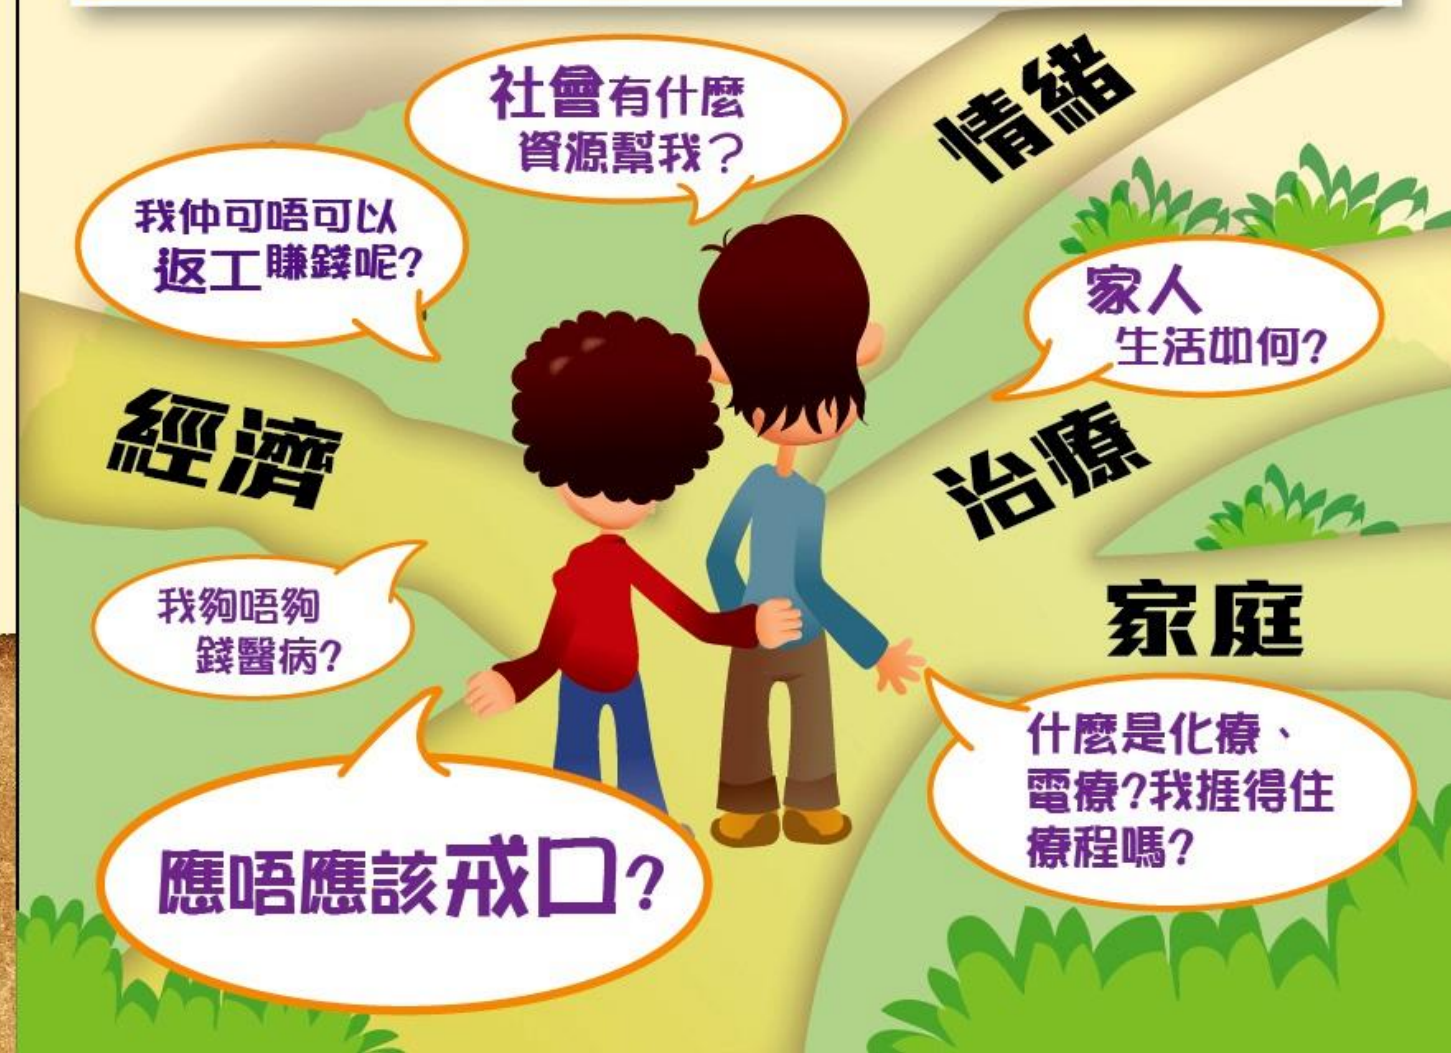 社會有什麼
資源幫我？
情緒
我仲可唔可以
返工賺錢呢?
家人
生活如何?
經濟
治療
我夠唔夠
錢醫病?
家庭
什麼是化療、
電療?我捱得住
療程嗎?
應唔應該戒口?